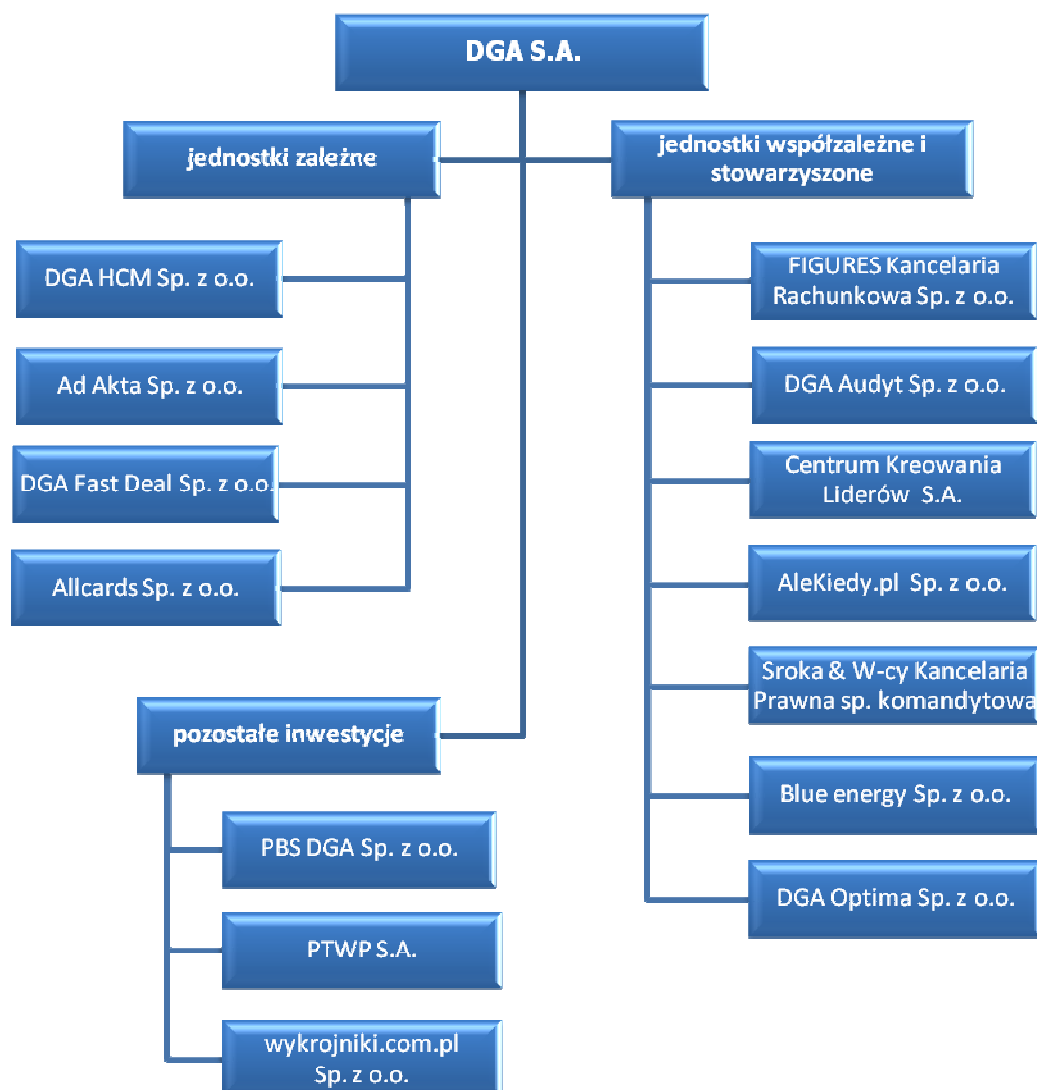 DGA S.A.
jednostki zależne
jednostki współzależne i
stowarzyszone
DGA HCM Sp. z o.o.
Ad Akta Sp. z o.o.
DGA Fast Deal Sp. z o.o.
Allcards Sp. z o.o.
FIGURES Kancelaria
Rachunkowa Sp. z o.o.
DGA Audyt Sp. z o.o.
Centrum Kreowania
Liderów S.A.
AleKiedy.pl Sp. z o.o.
Sroka & W-cy Kancelaria
Prawna sp. komandytowa
Blue energy Sp. z o.o.
DGA Optima Sp. z o.o.
pozostałe inwestycje
PBS DGA Sp. z o.o.
PTWP S.A.
wykrojniki.com.pl
Sp. z o.o.